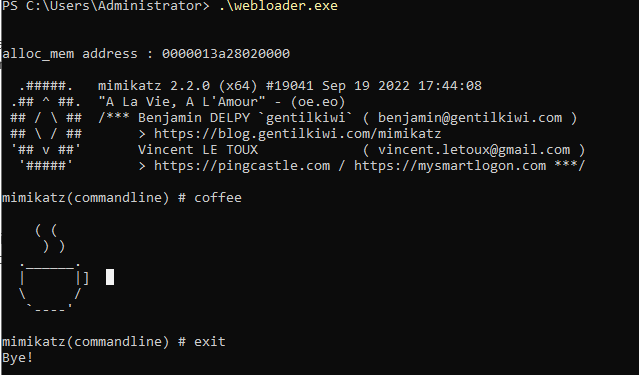 PS C:\Users\Administrator> .\webloader.exe
alloc_mem address : 0000013a28020000
  .#####.   mimikatz 2.2.0 (x64) #19041 Sep 19 2022 17:44:08
 .## ^ ##.  "A La Vie, A L'Amour" - (oe.eo)
 ## / \ ##  /*** Benjamin DELPY `gentilkiwi` ( benjamin@gentilkiwi.com )
 ## \ / ##       > https://blog.gentilkiwi.com/mimikatz
 '## v ##'       Vincent LE TOUX             ( vincent.letoux@gmail.com )
  '#####'        > https://pingcastle.com / https://mysmartlogon.com ***/
mimikatz(commandline) # coffee
    ( (
     ) )
  .______.
  |      |]
  \      /
   `----'
mimikatz(commandline) # exit
Bye!